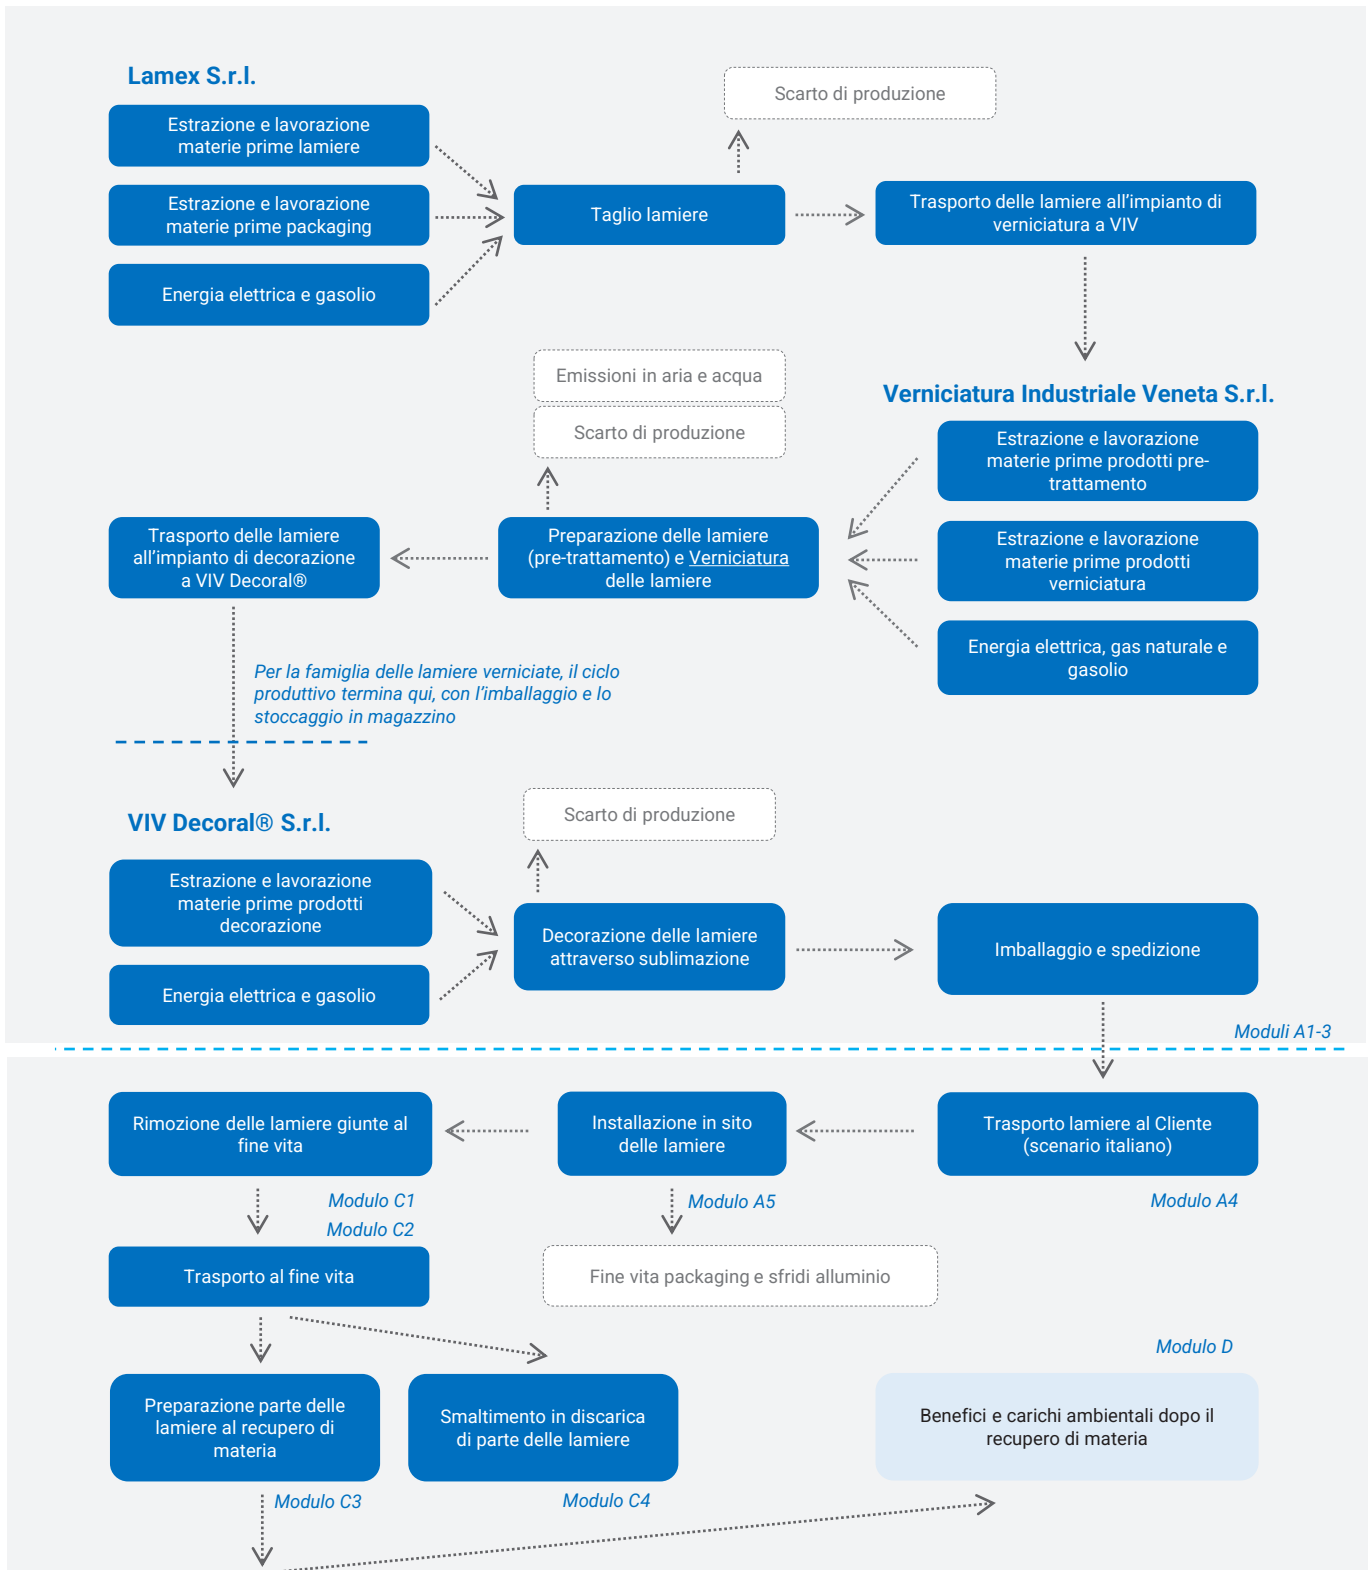 Lamex S.r.l.
Scarto di produzione
Estrazione e lavorazione
materie prime lamiere
Estrazione e lavorazione
materie prime packaging
Energia elettrica e gasolio
Taglio lamiere
Trasporto delle lamiere all'impianto di
verniciatura a VIV
Emissioni in aria e acqua
Scarto di produzione
Verniciatura Industriale Veneta S.r.l.
Estrazione e lavorazione
materie prime prodotti pre-
trattamento
Estrazione e lavorazione
materie prime prodotti
verniciatura
Energia elettrica, gas naturale e
gasolio
Preparazione delle lamiere
(pre-trattamento) e Verniciatura
delle lamiere
Trasporto delle lamiere
all'impianto di decorazione
a VIV Decoral®
Per la famiglia delle lamiere verniciate, il ciclo
produttivo termina qui, con l'imballaggio e lo
stoccaggio in magazzino
VIV Decoral® S.r.l.
Scarto di produzione
Estrazione e lavorazione
materie prime prodotti
decorazione
Energia elettrica e gasolio
Decorazione delle lamiere
attraverso sublimazione
Imballaggio e spedizione
Moduli A1-3
Trasporto lamiere al Cliente
(scenario italiano)
Modulo A4
Installazione in sito
delle lamiere
Modulo A5
Fine vita packaging e sfridi alluminio
Rimozione delle lamiere giunte al
fine vita
Modulo C1
Modulo C2
Trasporto al fine vita
Preparazione parte delle
lamiere al recupero di
materia
Modulo C3
Smaltimento in discarica
di parte delle lamiere
Modulo C4
Modulo D
Benefici e carichi ambientali dopo il
recupero di materia